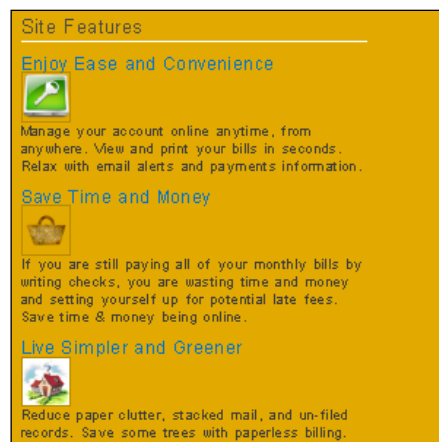 Site Features
Enjoy Ease and Convenience
Manage your account online anytime, from
anywhere. View and print your bills in seconds.
Relax with email alerts and payments information.
Save Time and Money
If you are still paying all of your monthly bills by
writing checks, you are wasting time and money
and setting yourself up for potential late fees.
Save time & money being online.
Live Simpler and Greener
Reduce paper clutter, stacked mail, and un-filed
records. Save some trees with paperless billing.